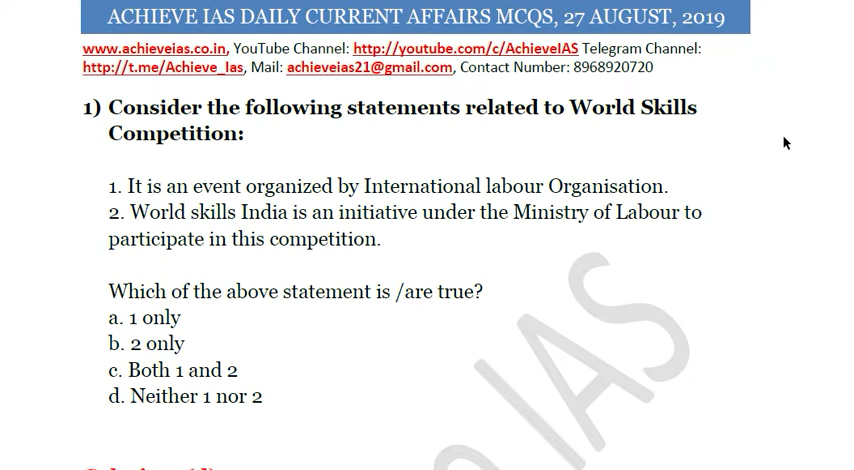 ACHIEVE IAS DAILY CURRENT AFFAIRS MCQS, 27 AUGUST, 2019
www.achieveias.co.in, YouTube Channel: http://youtube.com/c/AchieveIAS Telegram Channel:
http://t.me/Achieve_Ias, Mail: achieveias21@gmail.com, Contact Number: 8968920720
1) Consider the following statements related to World Skills
Competition:
1. It is an event organized by International labour Organisation.
2. World skills India is an initiative under the Ministry of Labour to
participate in this competition.
Which of the above statement is /are true?
a. 1 only
b. 2 only
c. Both 1 and 2
d. Neither 1 nor 2
IAS